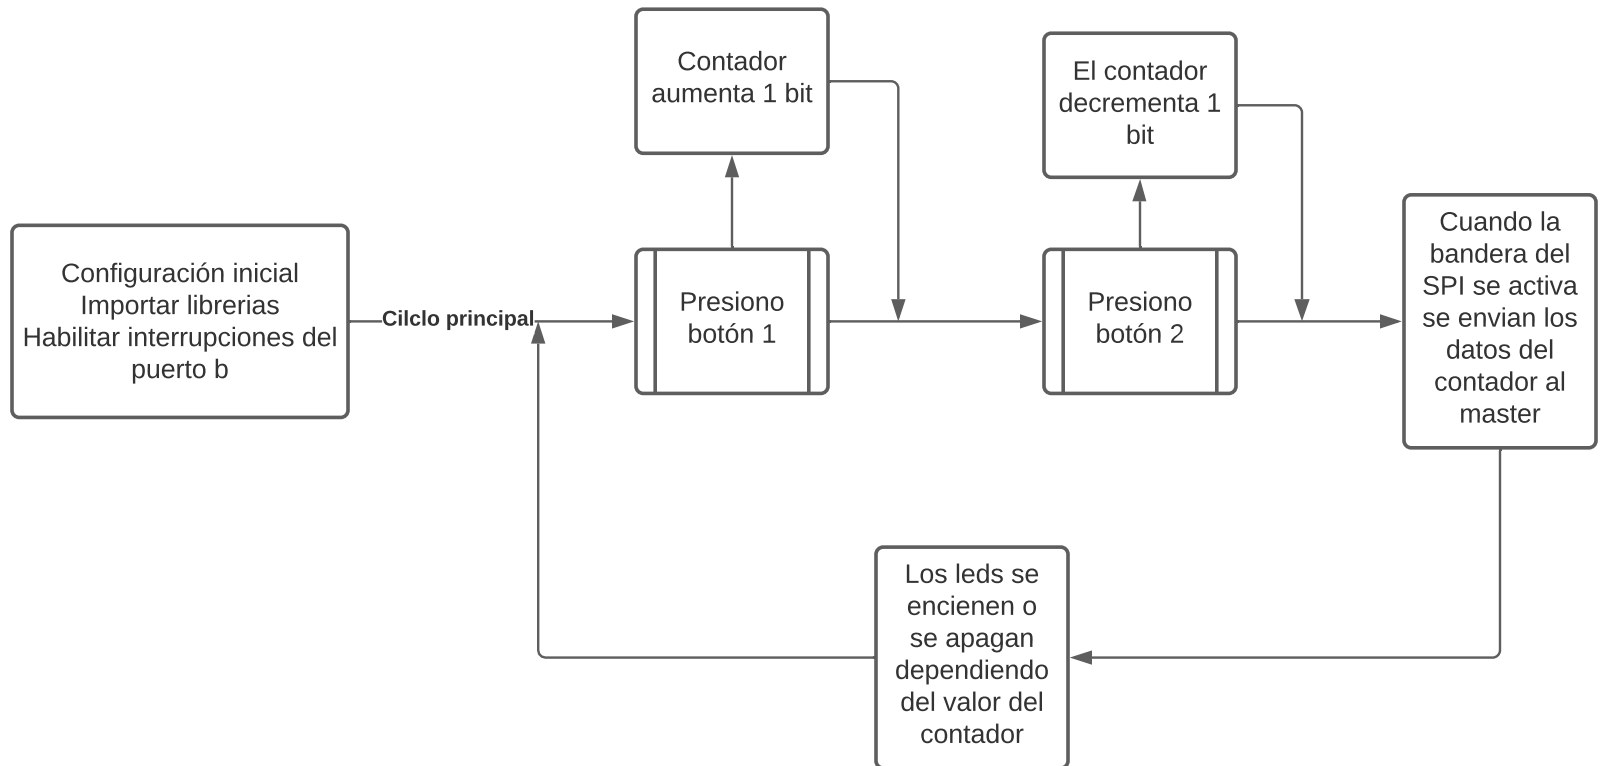 Contador
aumenta 1 bit
El contador
decrementa 1
bit
Configuración inicial
Importar librerias
Habilitar interrupciones del
puerto b
Cilclo principal
Presiono
botón 1
Presiono
botón 2
Cuando la
bandera del
SPI se activa
se envian los
datos del
contador al
master
Los leds se
encienen o
se apagan
dependiendo
del valor del
contador